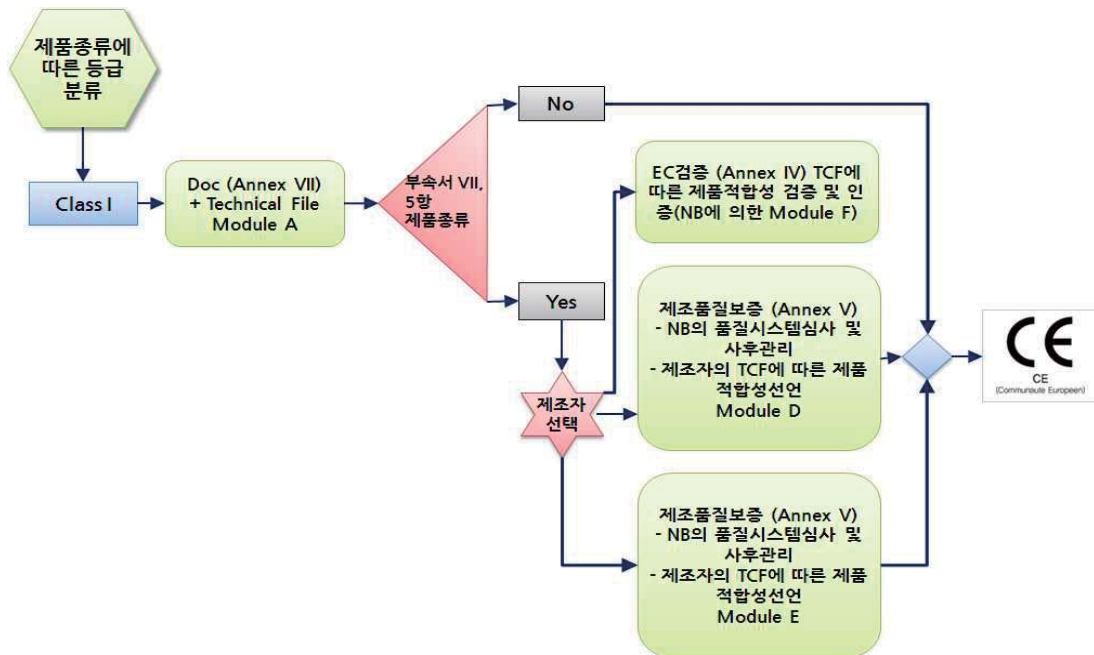 제품종류에
따른 등급
분류
Class I
Doc (Annex VII)
+ Technical File
Module A
부속서 VII,
5항
제품종류
No
Yes
제조자
선택
EC검증 (Annex IV) TCF에
따른 제품적합성 검증 및 인
증(NB에 의한 Module F)
제조품질보증 (Annex V)
- NB의 품질시스템심사 및
사후관리
- 제조자의 TCF에 따른 제품
적합성선언
Module D
제조품질보증 (Annex V)
- NB의 품질시스템심사 및
사후관리
- 제조자의 TCF에 따른 제품
적합성선언
Module E
CE
CE
(Communaute Europeen)